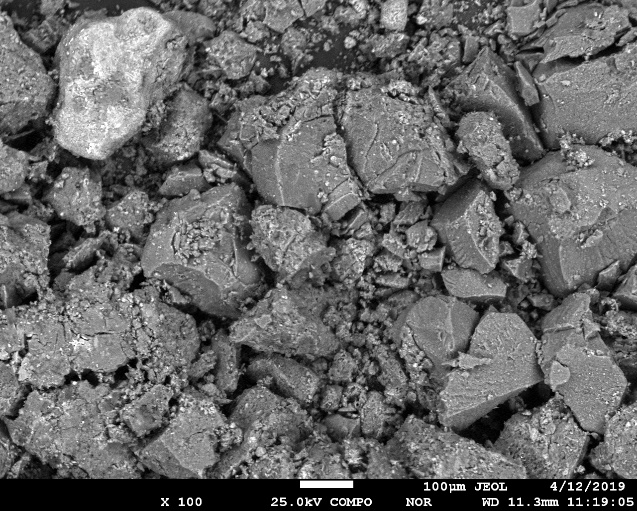 100µm JEOL 4/12/2019
X 100 25.0kV COMPO NOR WD 11.3mm 11:19:05